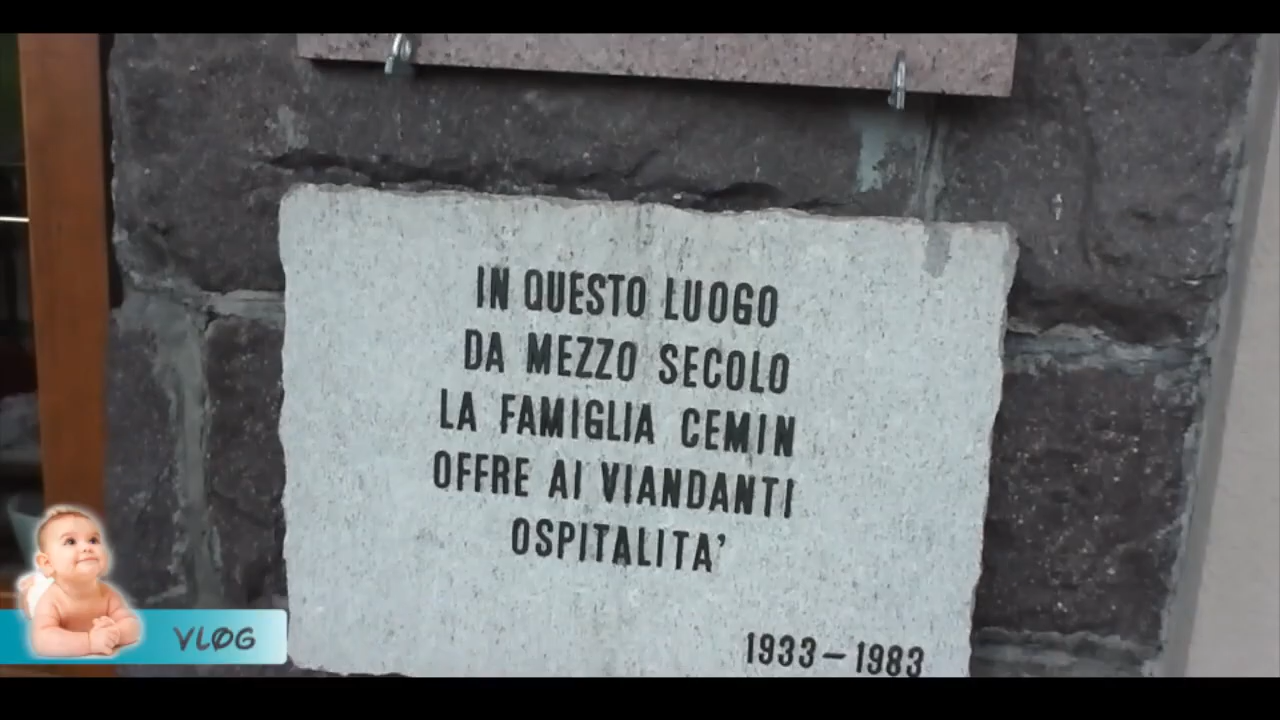 IN QUESTO LUOGO
DA MEZZO SECOLO
LA FAMIGLIA CEMIN
OFFRE AI VIANDANTI
OSPITALITA'
1933-1983
VLOG